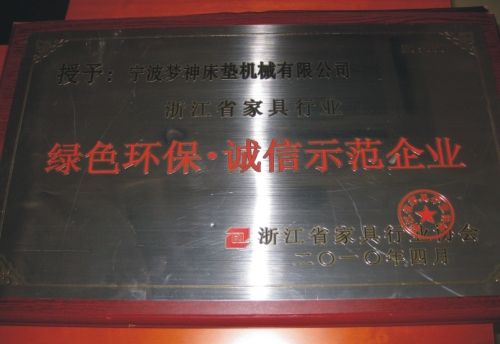 授予：宁波梦神床垫机械有限公司
浙江省家具行业
绿色环保·诚信示范企业
浙江省家具行业协会
二〇一〇年四月